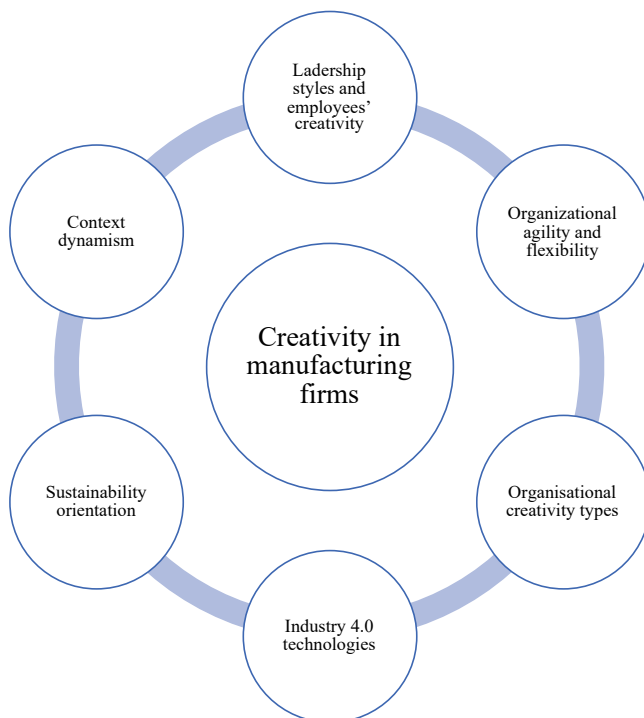 Ladership
styles and
employees’
creativity
Organizational
agility and
flexibility
Organisational
creativity types
Industry 4.0
technologies
Sustainability
orientation
Context
dynamism
Creativity in
manufacturing
firms